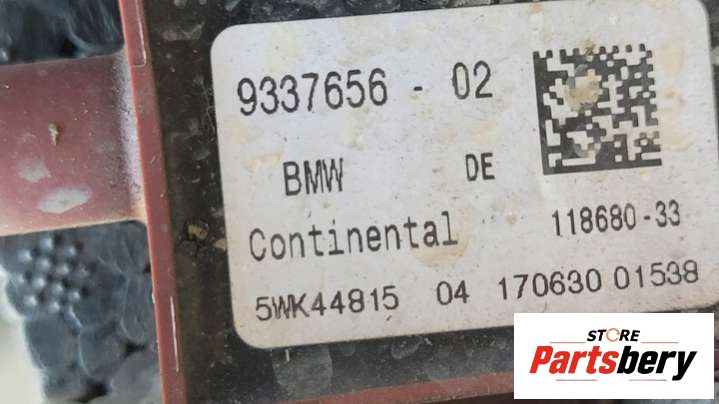 9337656 - 02
BMW DE
Continental 118680-33
5WK44815 04 170630 01538
STORE
Partsbery